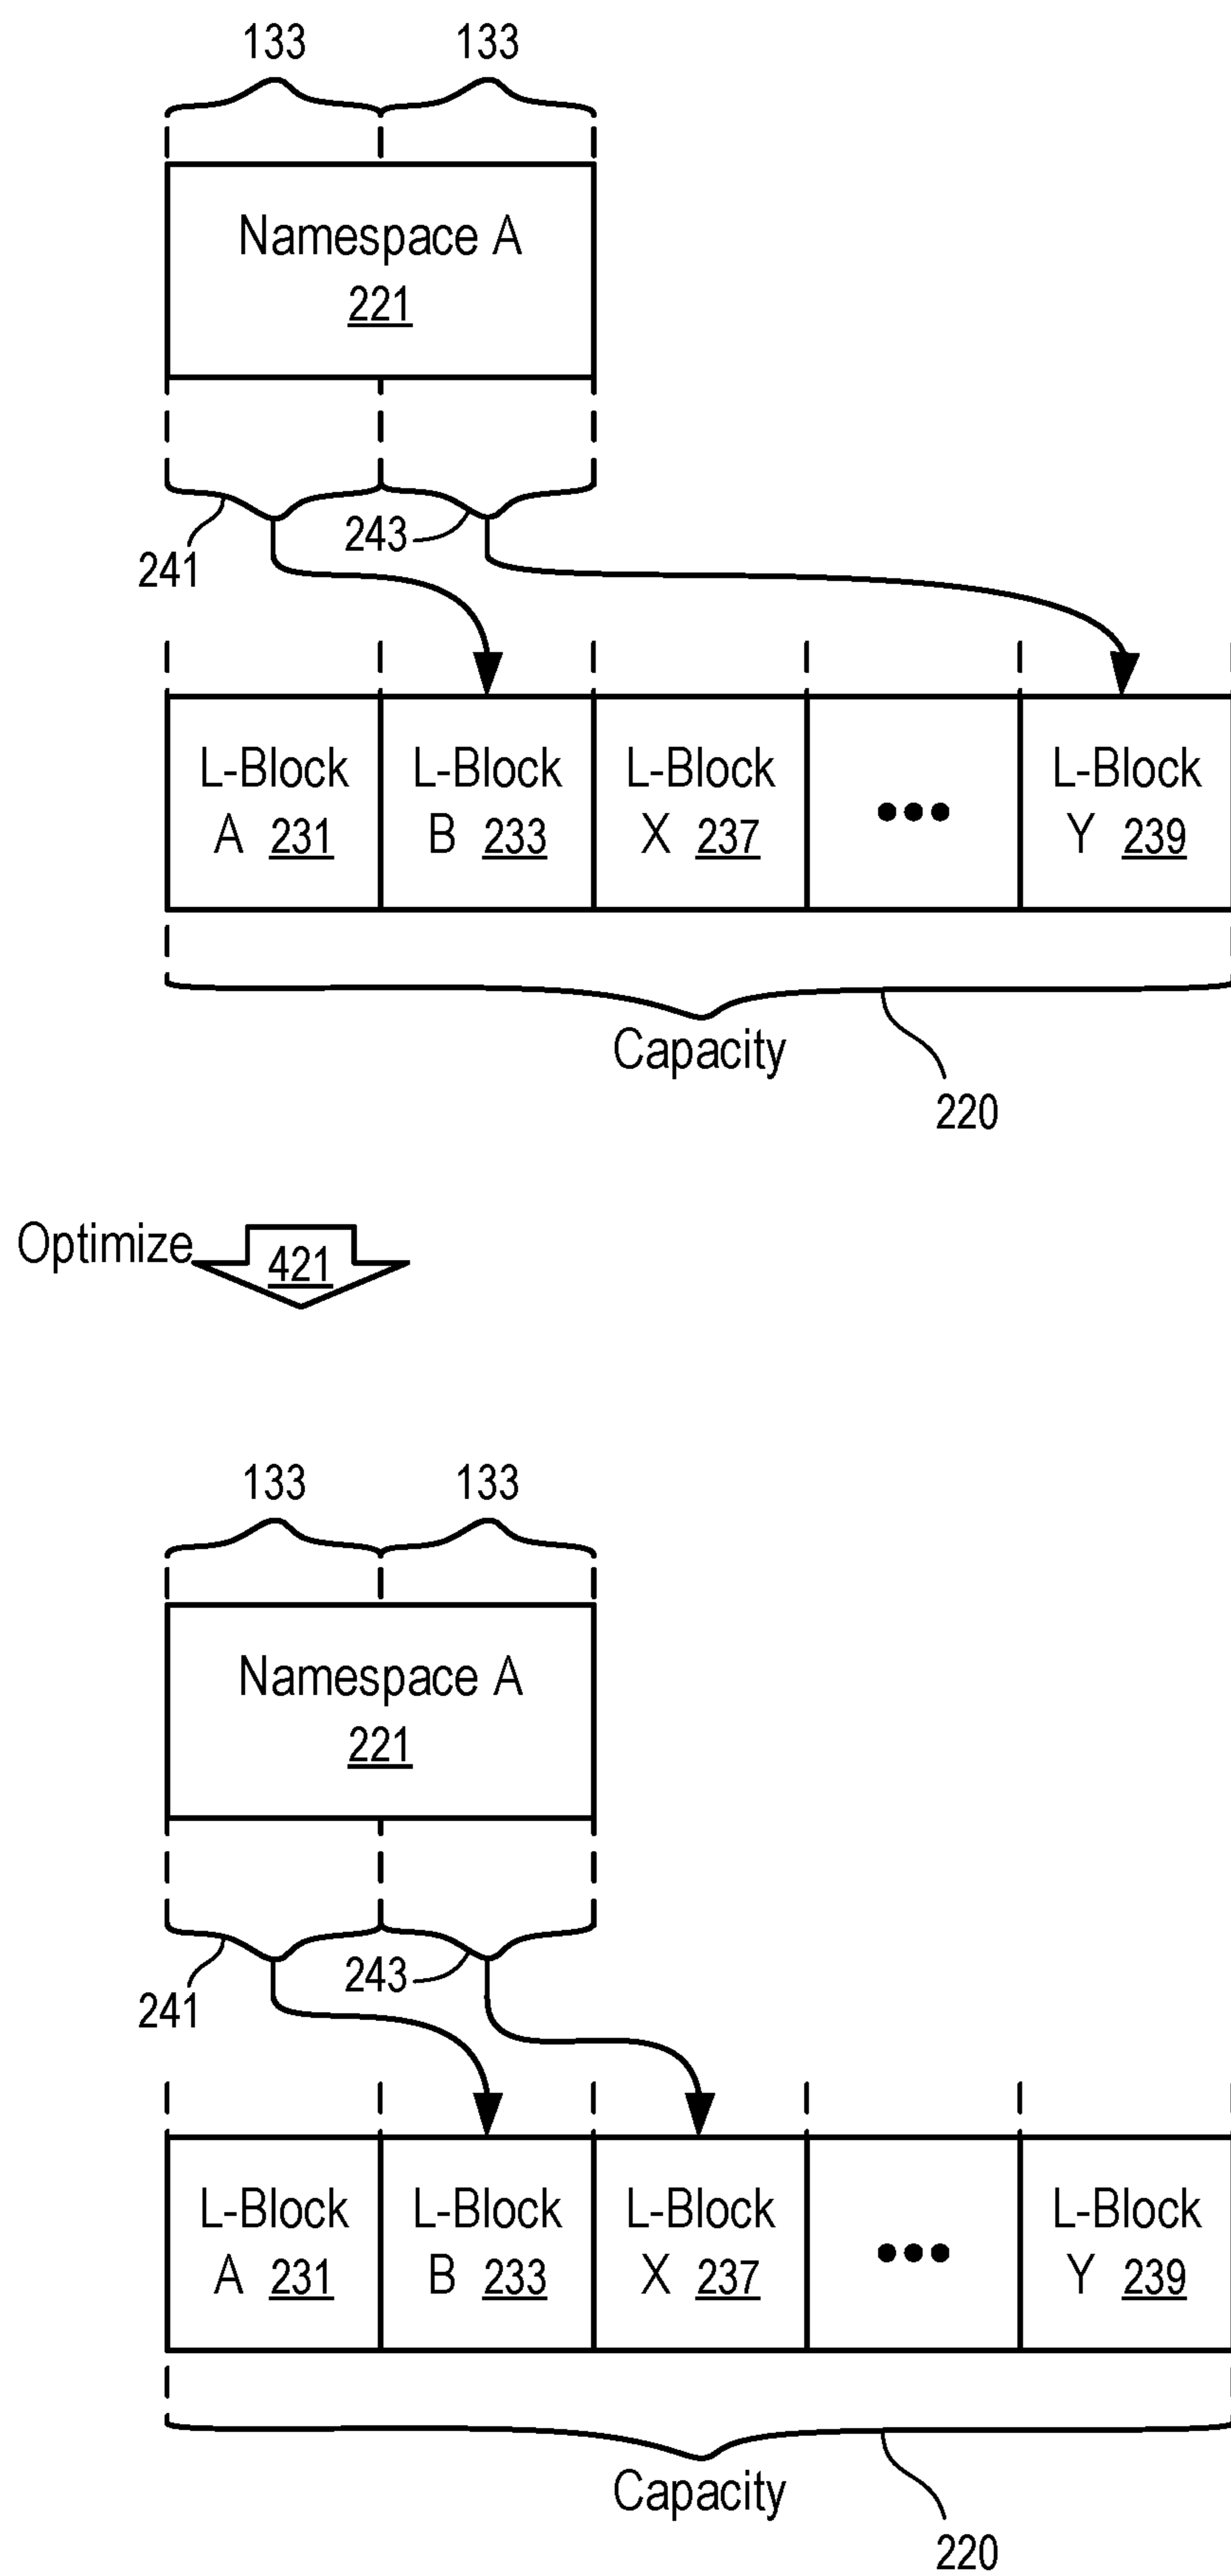 133 133
Namespace A
221
241 243
L-Block L-Block L-Block L-Block
A 231 B 233 X 237 ••• Y 239
Capacity
220
Optimize 421
133 133
Namespace A
221
241 243
L-Block L-Block L-Block L-Block
A 231 B 233 X 237 ••• Y 239
Capacity
220